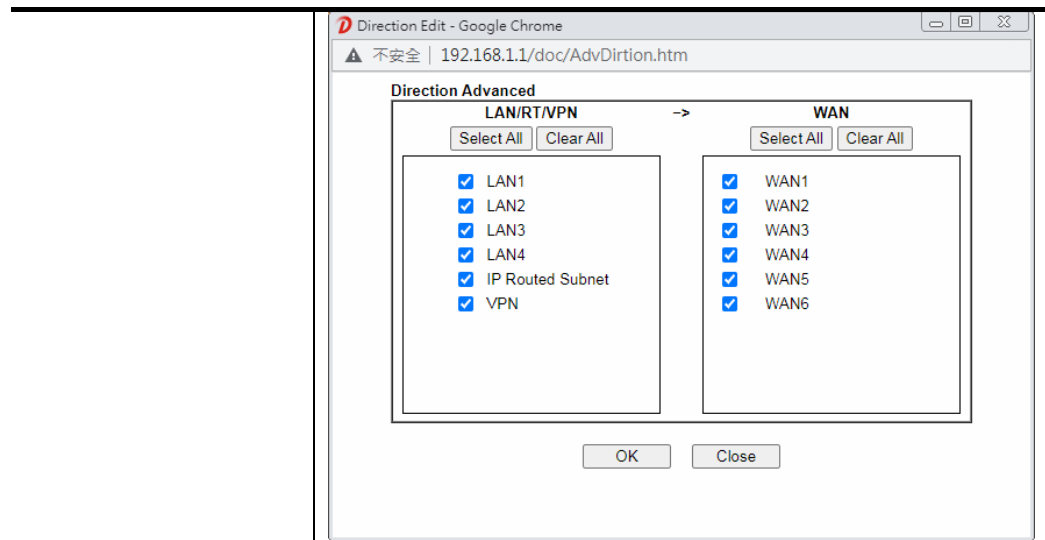 Direction Edit - Google Chrome
不安全 | 192.168.1.1/doc/AdvDirtion.htm
Direction Advanced
LAN/RT/VPN -> WAN
Select All Clear All Select All Clear All
LAN1 WAN1
LAN2 WAN2
LAN3 WAN3
LAN4 WAN4
IP Routed Subnet WAN5
VPN WAN6
OK Close